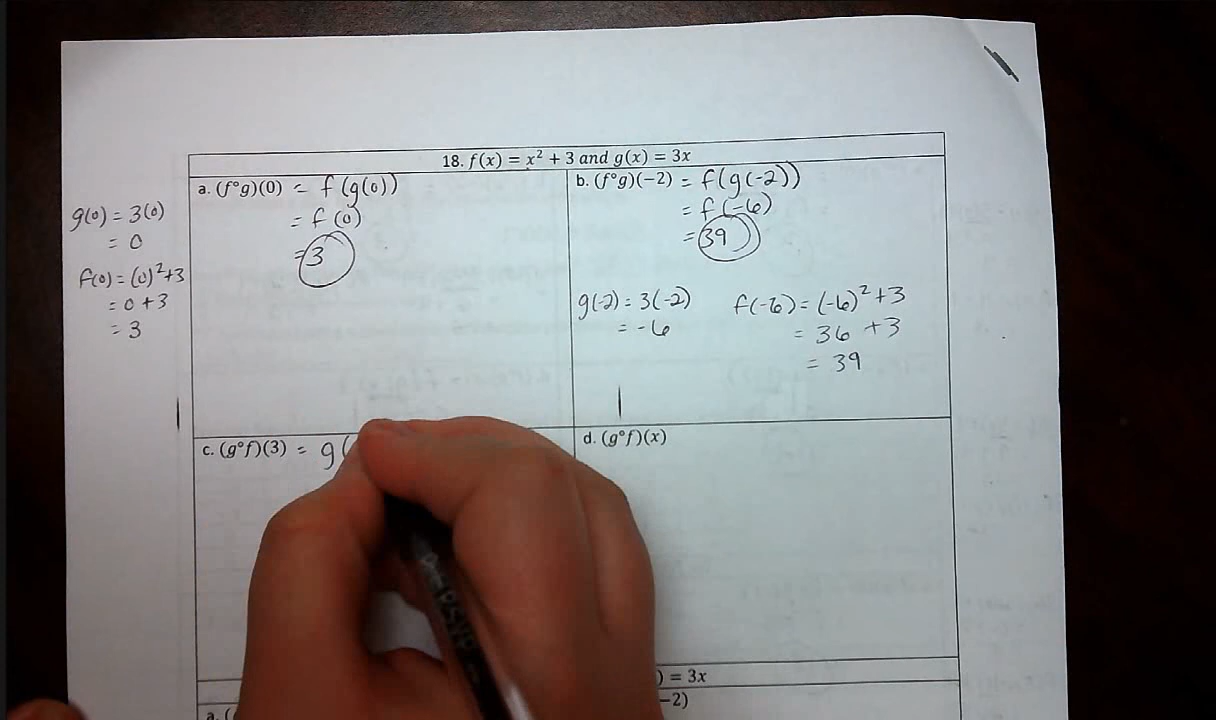 18. f(x) = x² + 3 and g(x) = 3x
a. (f°g)(0) = f(g(0))
= f(0)
= 3
g(0) = 3(0)
= 0
f(0) = (0)²+3
= 0+3
= 3
b. (f°g)(-2) = f(g(-2))
= f(-6)
= 39
g(-2) = 3(-2)
= -6
f(-6) = (-6)²+3
= 36 +3
= 39
c. (g°f)(3) = g(
d. (g°f)(x)
) = 3x
a. (
-2)